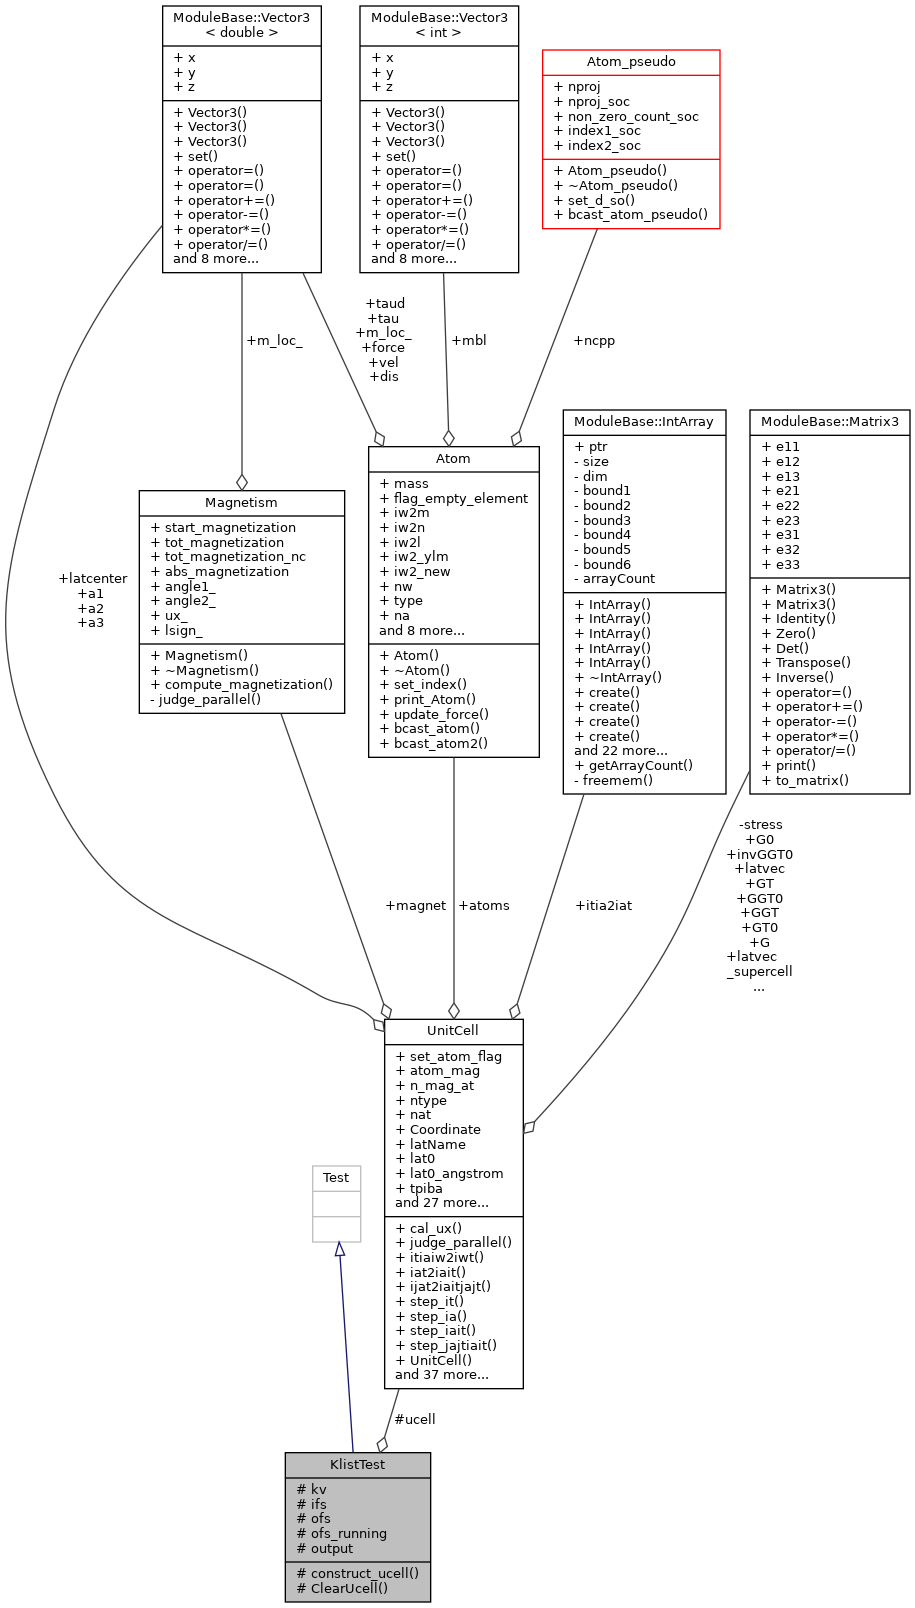 ModuleBase::Vector3
< double >
+ x
+ y
+ z
+ Vector3()
+ Vector3()
+ Vector3()
+ set()
+ operator=()
+ operator=()
+ operator+=()
+ operator-=()
+ operator*=()
+ operator/=()
and 8 more...
ModuleBase::Vector3
< int >
+ x
+ y
+ z
+ Vector3()
+ Vector3()
+ Vector3()
+ set()
+ operator=()
+ operator=()
+ operator+=()
+ operator-=()
+ operator*=()
+ operator/=()
and 8 more...
Atom_pseudo
+ nproj
+ nproj_soc
+ non_zero_count_soc
+ index1_soc
+ index2_soc
+ Atom_pseudo()
+ ~Atom_pseudo()
+ set_d_so()
+ bcast_atom_pseudo()
+m_loc_
+taud
+tau
+m_loc_
+force
+vel
+dis
+mbl
+ncpp
Magnetism
+ start_magnetization
+ tot_magnetization
+ tot_magnetization_nc
+ abs_magnetization
+ angle1_
+ angle2_
+ ux_
+ lsign_
+ Magnetism()
+ ~Magnetism()
+ compute_magnetization()
- judge_parallel()
Atom
+ mass
+ flag_empty_element
+ iw2m
+ iw2n
+ iw2l
+ iw2_ylm
+ iw2_new
+ nw
+ type
+ na
and 8 more...
+ Atom()
+ ~Atom()
+ set_index()
+ print_Atom()
+ update_force()
+ bcast_atom()
+ bcast_atom2()
ModuleBase::IntArray
+ ptr
- size
- dim
- bound1
- bound2
- bound3
- bound4
- bound5
- bound6
- arrayCount
+ IntArray()
+ IntArray()
+ IntArray()
+ IntArray()
+ IntArray()
+ ~IntArray()
+ create()
+ create()
+ create()
+ create()
and 22 more...
+ getArrayCount()
- freemem()
ModuleBase::Matrix3
+ e11
+ e12
+ e13
+ e21
+ e22
+ e23
+ e31
+ e32
+ e33
+ Matrix3()
+ Matrix3()
+ Identity()
+ Zero()
+ Det()
+ Transpose()
+ Inverse()
+ operator=()
+ operator+=()
+ operator-=()
+ operator*=()
+ operator/=()
+ print()
+ to_matrix()
+latcenter
+a1
+a2
+a3
+magnet
+atoms
+itia2iat
-stress
+G0
+invGGT0
+latvec
+GT
+GGT0
+GGT
+GT0
+G
+latvec
_supercell
...
UnitCell
+ set_atom_flag
+ atom_mag
+ n_mag_at
+ ntype
+ nat
+ Coordinate
+ latName
+ lat0
+ lat0_angstrom
+ tpiba
and 27 more...
+ cal_ux()
+ judge_parallel()
+ itiaiw2iwt()
+ iat2iait()
+ ijat2iaitjajt()
+ step_it()
+ step_ia()
+ step_iait()
+ step_jajtiait()
+ UnitCell()
and 37 more...
Test
#ucell
KlistTest
# kv
# ifs
# ofs
# ofs_running
# output
# construct_ucell()
# ClearUcell()